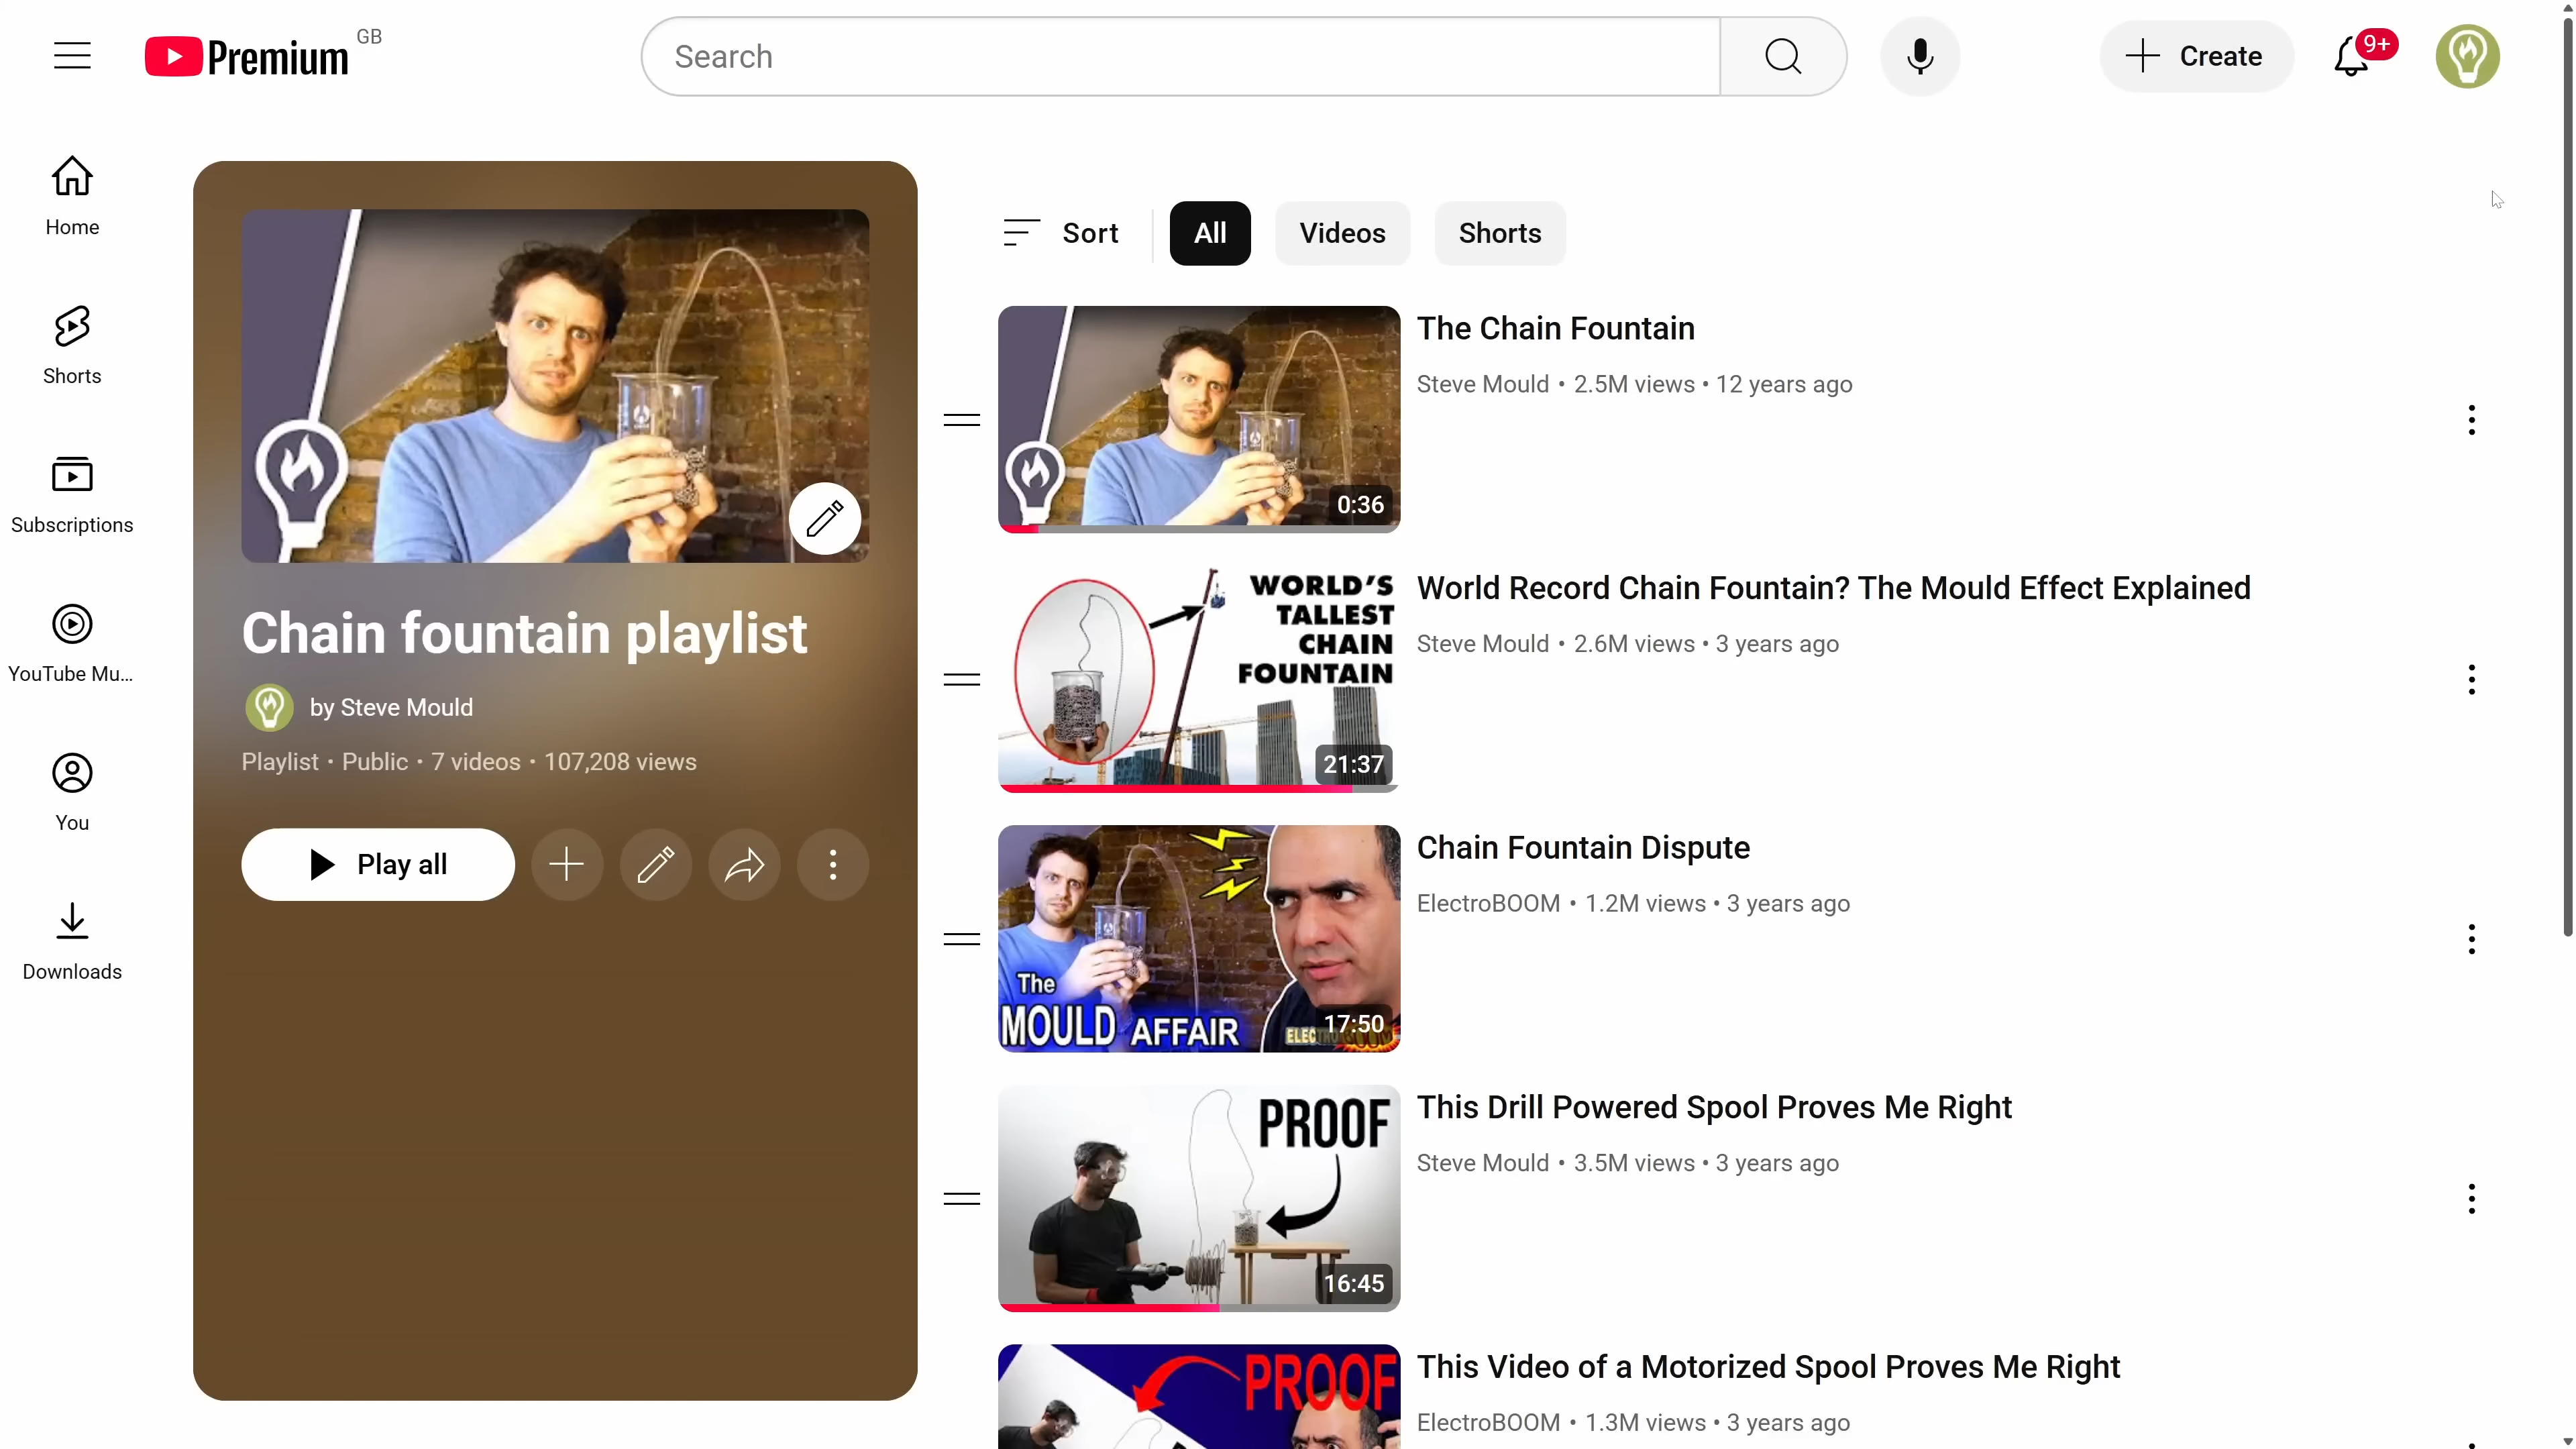 Premium GB
Search
Create
9+
Home
Shorts
Subscriptions
YouTube Mu...
You
Downloads
Chain fountain playlist
by Steve Mould
Playlist • Public • 7 videos • 107,208 views
Play all
Sort
All
Videos
Shorts
0:36
The Chain Fountain
Steve Mould • 2.5M views • 12 years ago
WORLD'S
TALLEST
CHAIN
FOUNTAIN
21:37
World Record Chain Fountain? The Mould Effect Explained
Steve Mould • 2.6M views • 3 years ago
The
MOULD AFFAIR
17:50
Chain Fountain Dispute
ElectroBOOM • 1.2M views • 3 years ago
PROOF
16:45
This Drill Powered Spool Proves Me Right
Steve Mould • 3.5M views • 3 years ago
PROOF
This Video of a Motorized Spool Proves Me Right
ElectroBOOM • 1.3M views • 3 years ago